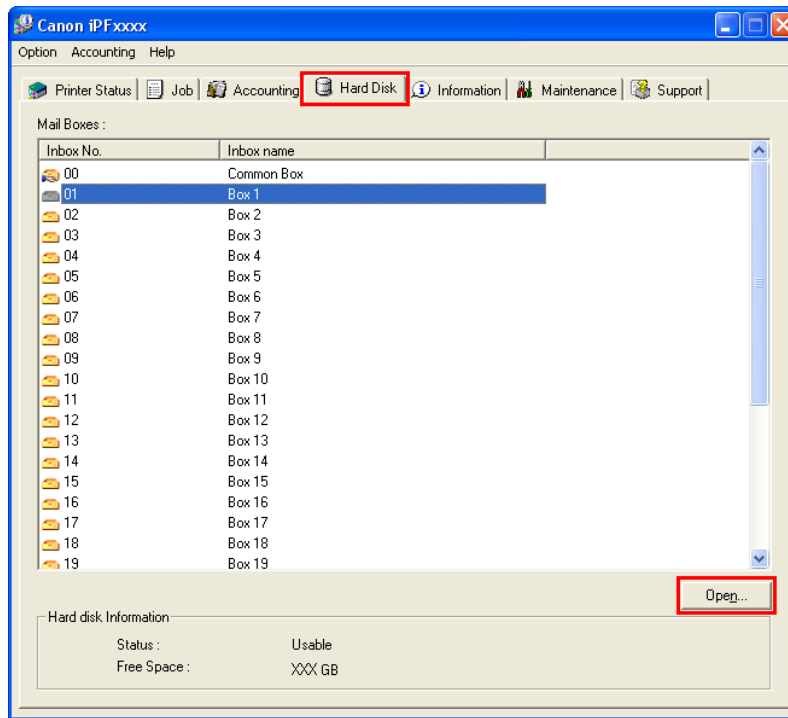 Canon iPFxxxx
Option Accounting Help
Printer Status Job Accounting Hard Disk Information Maintenance Support
Mail Boxes :
Inbox No. Inbox name
00 Common Box
01 Box 1
02 Box 2
03 Box 3
04 Box 4
05 Box 5
06 Box 6
07 Box 7
08 Box 8
09 Box 9
10 Box 10
11 Box 11
12 Box 12
13 Box 13
14 Box 14
15 Box 15
16 Box 16
17 Box 17
18 Box 18
19 Box 19
Open...
Hard disk Information
Status : Usable
Free Space : XXX GB